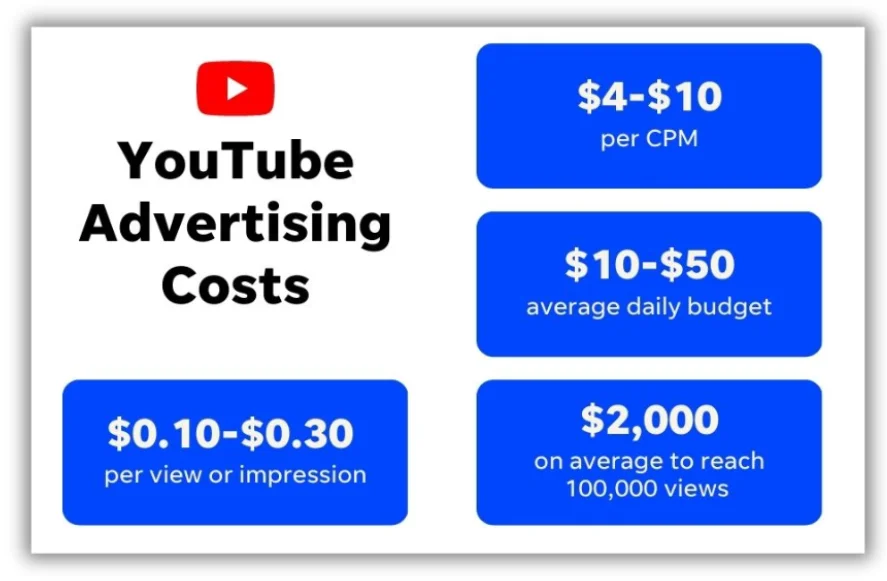 YouTube
Advertising
Costs
$0.10-$0.30
per view or impression
$4-$10
per CPM
$10-$50
average daily budget
$2,000
on average to reach
100,000 views